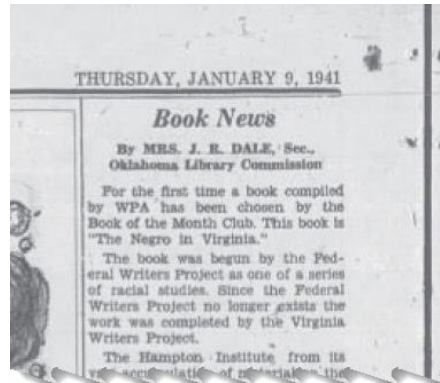 THURSDAY, JANUARY 9, 1941
Book News
By MRS. J. R. DALE, Sec.,
Oklahoma Library Commission
For the first time a book compiled
by WPA has been chosen by the
Book of the Month Club. This book is
"The Negro in Virginia."
The book was begun by the Fed-
eral Writers Project as one of a series
of racial studies. Since the Federal
Writers Project no longer exists the
work was completed by the Virginia
Writers Project.
The Hampton Institute from its
accumulation of material the